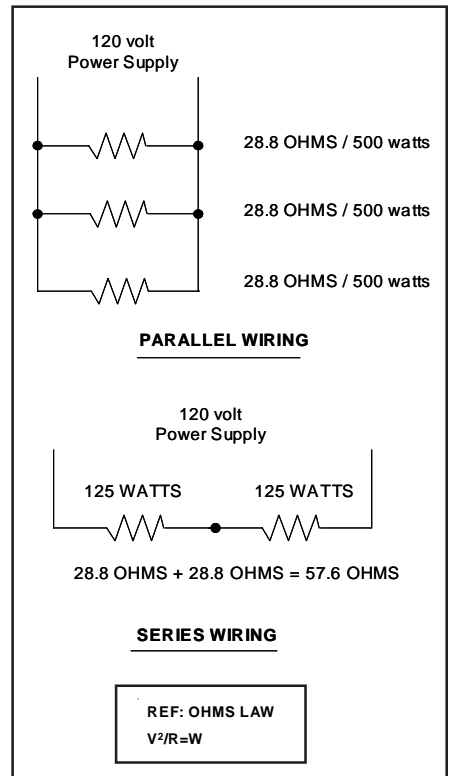 120 volt
Power Supply
28.8 OHMS / 500 watts
28.8 OHMS / 500 watts
28.8 OHMS / 500 watts
PARALLEL WIRING
120 volt
Power Supply
125 WATTS 125 WATTS
28.8 OHMS + 28.8 OHMS = 57.6 OHMS
SERIES WIRING
REF: OHMS LAW
V²/R=W